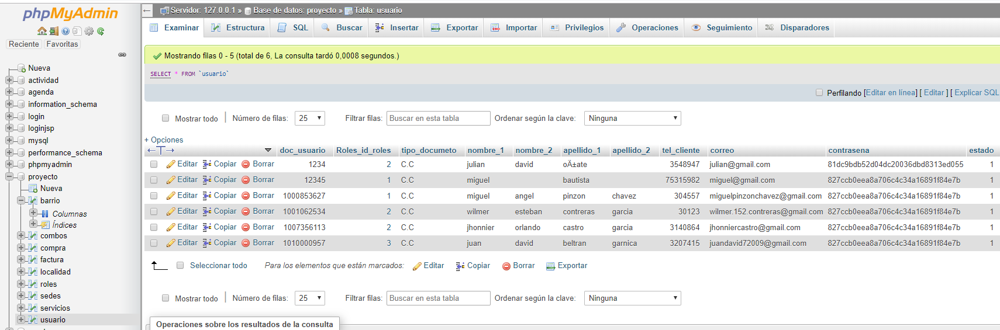 phpMyAdmin
Reciente Favoritas
Nueva
actividad
agenda
information_schema
login
loginjsp
mysql
performance_schema
phpmyadmin
proyecto
Nueva
barrio
Columnas
Índices
combos
compra
factura
localidad
roles
sedes
servicios
usuario
Servidor: 127.0.0.1 » Base de datos: proyecto » Tabla: usuario
Examinar Estructura SQL Buscar Insertar Exportar Importar Privilegios Operaciones Seguimiento Disparadores
Mostrando filas 0 - 5 (total de 6, La consulta tardó 0,0008 segundos.)
SELECT * FROM `usuario`
Perfilando [Editar en línea] [ Editar ] [ Explicar SQL
Mostrar todo Número de filas: 25 Filtrar filas: Buscar en esta tabla Ordenar según la clave: Ninguna
+ Opciones
doc_usuario Roles_id_roles tipo_documeto nombre_1 nombre_2 apellido_1 apellido_2 tel_cliente correo contrasena estado
Editar Copiar Borrar 1234 2 C.C julian david oÃ±ate 3548947 julian@gmail.com 81dc9bdb52d04dc20036dbd8313ed055 1
Editar Copiar Borrar 12345 1 C.C miguel bautista 75315982 miguel@gmail.com 827ccb0eea8a706c4c34a16891f84e7b 1
Editar Copiar Borrar 1000853627 1 C.C miguel angel pinzon chavez 304557 miguelpinzonchavez@gmail.com 827ccb0eea8a706c4c34a16891f84e7b 1
Editar Copiar Borrar 1001062534 2 C.C wilmer esteban contreras garcia 30123 wilmer.152.contreras@gmail.com 827ccb0eea8a706c4c34a16891f84e7b 1
Editar Copiar Borrar 1007356113 2 C.C jhonnier orlando castro garcia 3140864 jhonniercastro@gmail.com 827ccb0eea8a706c4c34a16891f84e7b 1
Editar Copiar Borrar 1010000957 3 C.C juan david beltran garnica 3207415 juandavid72009@gmail.com 827ccb0eea8a706c4c34a16891f84e7b 1
Seleccionar todo Para los elementos que están marcados: Editar Copiar Borrar Exportar
Mostrar todo Número de filas: 25 Filtrar filas: Buscar en esta tabla Ordenar según la clave: Ninguna
Operaciones sobre los resultados de la consulta